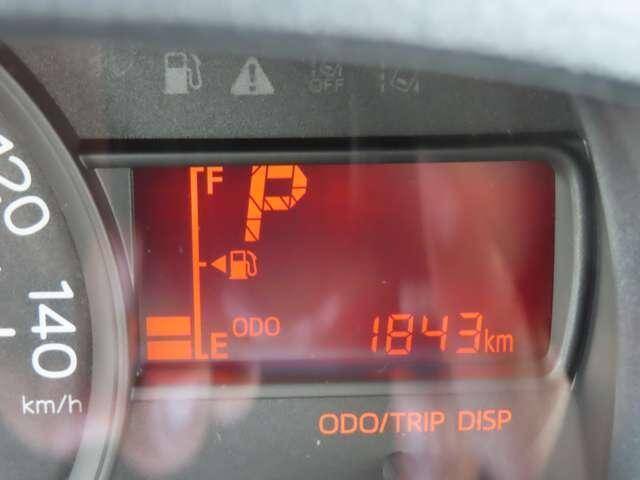 OFF
120
140
km/h
F
P
E
ODO 1843km
ODO/TRIP DISP